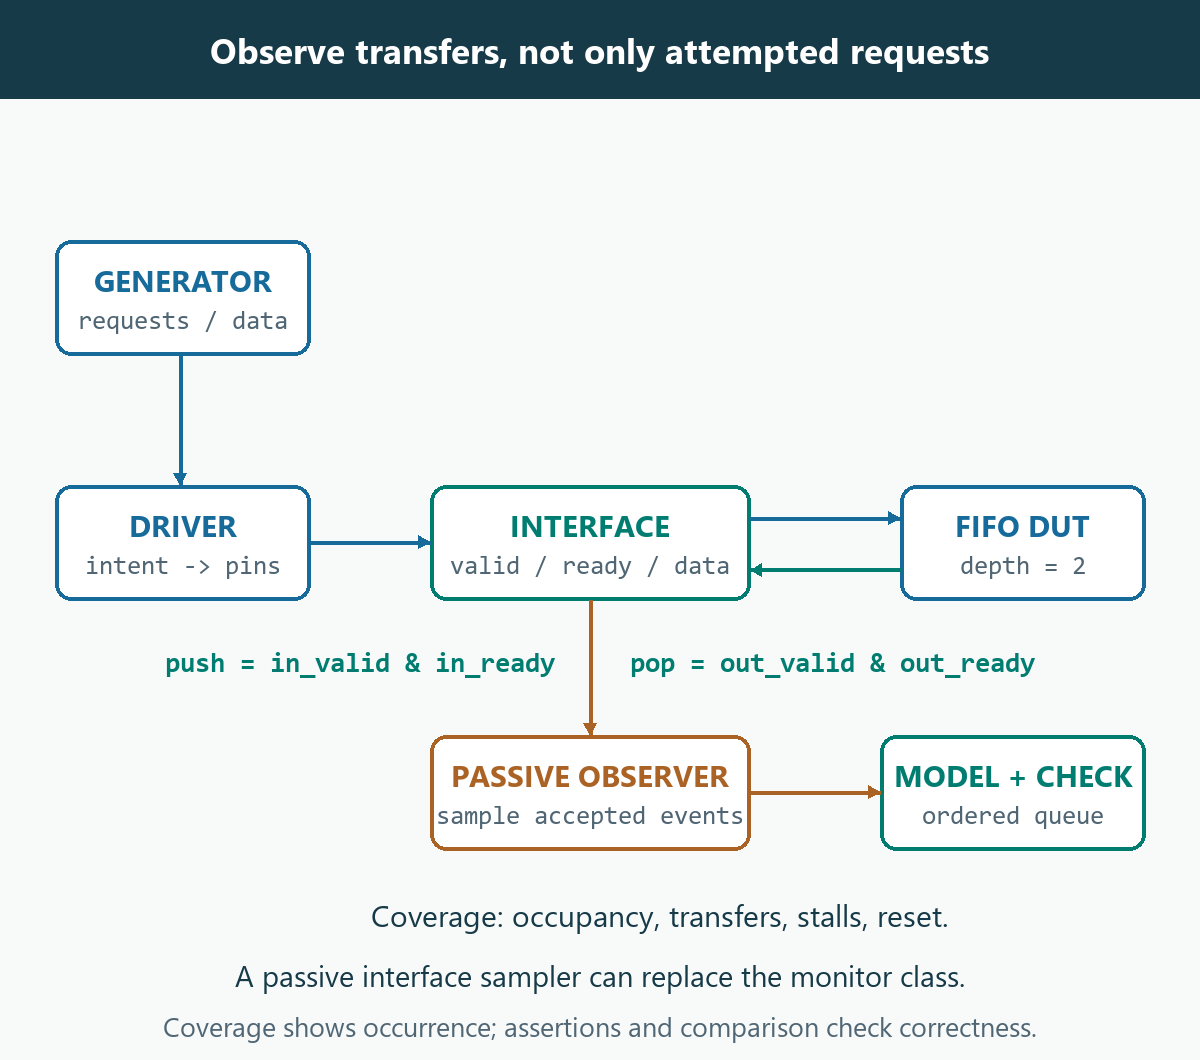 Observe transfers, not only attempted requests
GENERATOR
requests / data
DRIVER
intent -> pins
INTERFACE
valid / ready / data
FIFO DUT
depth = 2
push = in_valid & in_ready
pop = out_valid & out_ready
PASSIVE OBSERVER
sample accepted events
MODEL + CHECK
ordered queue
Coverage: occupancy, transfers, stalls, reset.
A passive interface sampler can replace the monitor class.
Coverage shows occurrence; assertions and comparison check correctness.